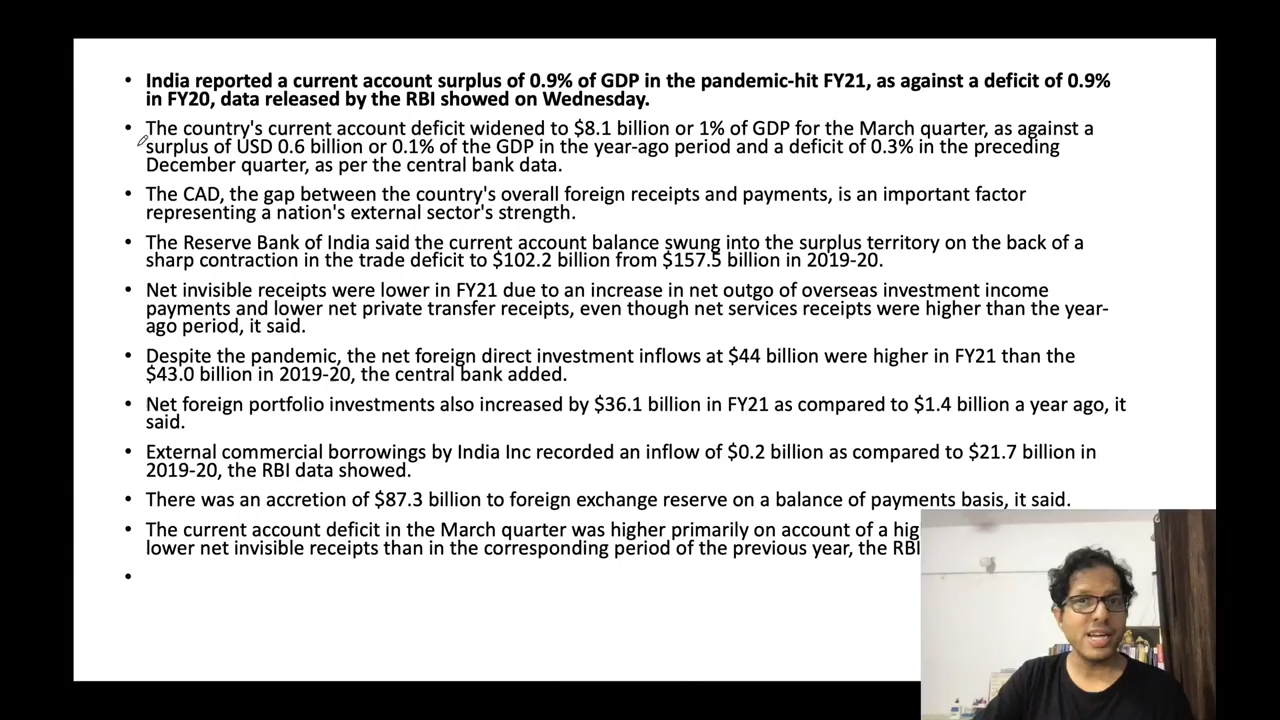 • India reported a current account surplus of 0.9% of GDP in the pandemic-hit FY21, as against a deficit of 0.9%
in FY20, data released by the RBI showed on Wednesday.
• The country's current account deficit widened to $8.1 billion or 1% of GDP for the March quarter, as against a
surplus of USD 0.6 billion or 0.1% of the GDP in the year-ago period and a deficit of 0.3% in the preceding
December quarter, as per the central bank data.
• The CAD, the gap between the country's overall foreign receipts and payments, is an important factor
representing a nation's external sector's strength.
• The Reserve Bank of India said the current account balance swung into the surplus territory on the back of a
sharp contraction in the trade deficit to $102.2 billion from $157.5 billion in 2019-20.
• Net invisible receipts were lower in FY21 due to an increase in net outgo of overseas investment income
payments and lower net private transfer receipts, even though net services receipts were higher than the year-
ago period, it said.
• Despite the pandemic, the net foreign direct investment inflows at $44 billion were higher in FY21 than the
$43.0 billion in 2019-20, the central bank added.
• Net foreign portfolio investments also increased by $36.1 billion in FY21 as compared to $1.4 billion a year ago, it
said.
• External commercial borrowings by India Inc recorded an inflow of $0.2 billion as compared to $21.7 billion in
2019-20, the RBI data showed.
• There was an accretion of $87.3 billion to foreign exchange reserve on a balance of payments basis, it said.
• The current account deficit in the March quarter was higher primarily on account of a
lower net invisible receipts than in the corresponding period of the previous year, the RBI
•